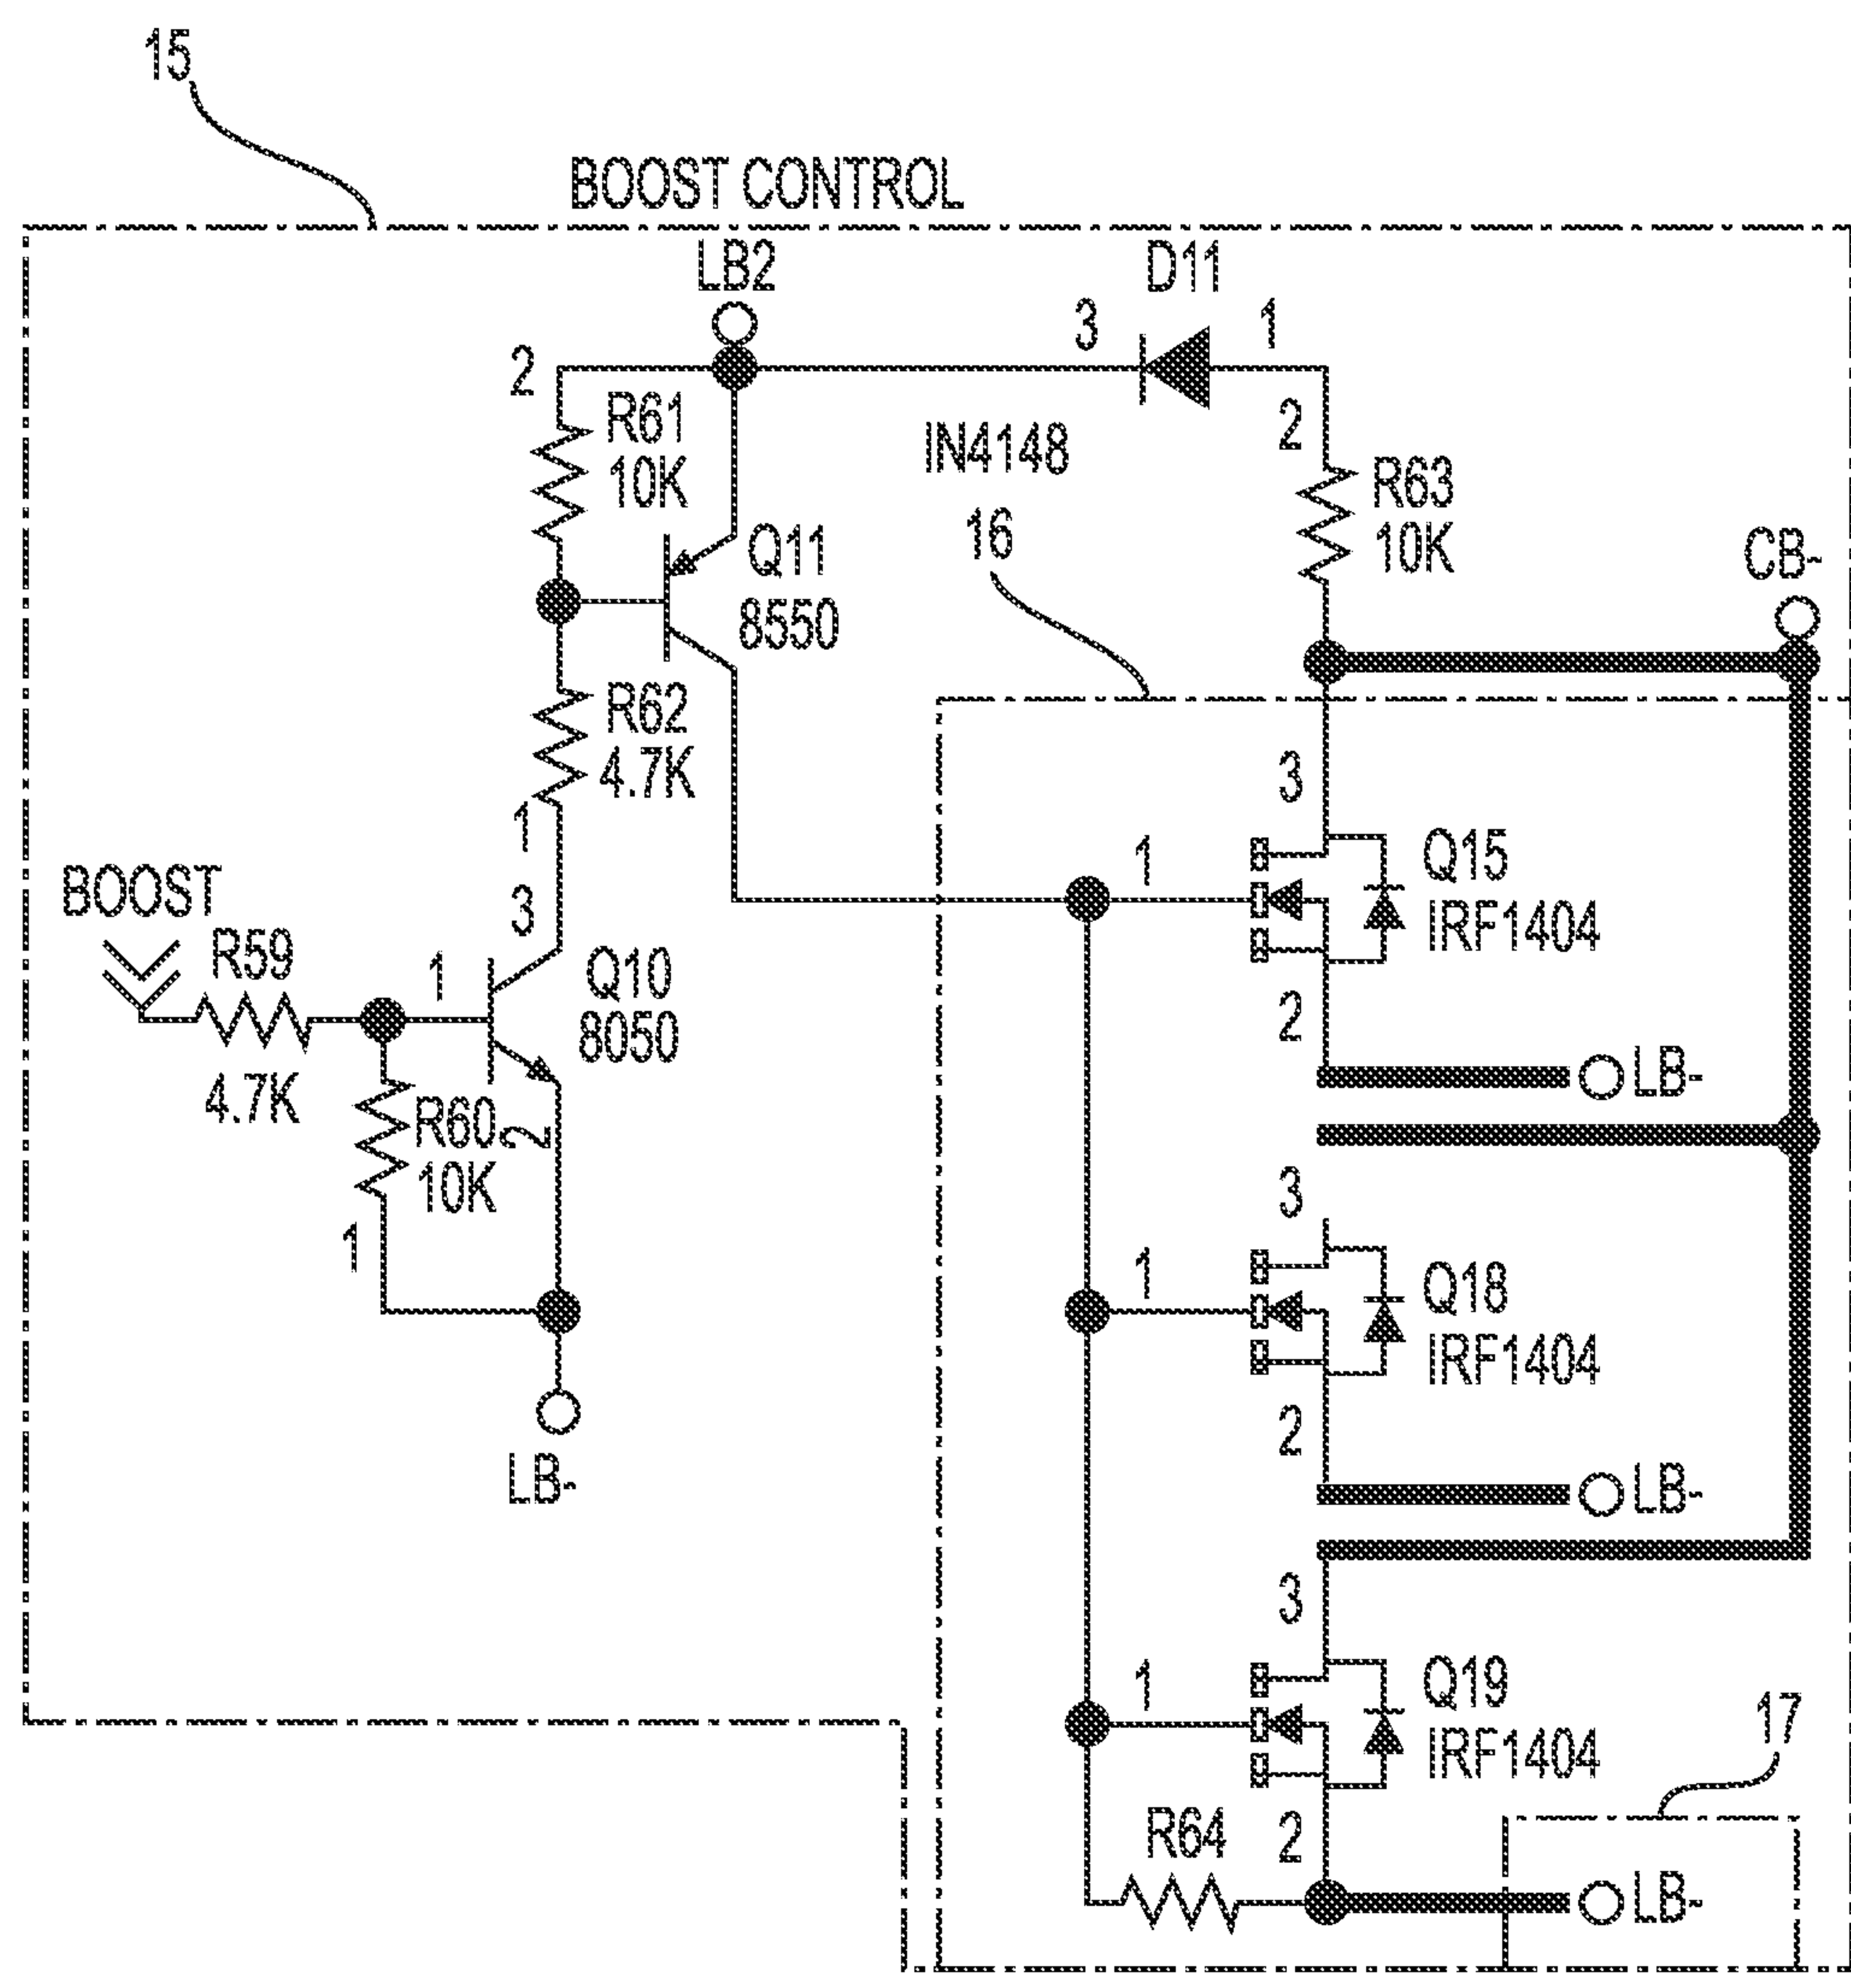 15
BOOST CONTROL
LB2
D11
3
1
2
R61
10K
IN4148
2
R63
10K
16
Q11
8550
CB-
R62
4.7K
1
3
3
1
Q15
IRF1404
BOOST
R59
4.7K
1
Q10
8050
2
LB-
R60
10K
2
1
3
1
Q18
IRF1404
2
LB-
LB-
3
1
Q19
IRF1404
17
R64
2
LB-